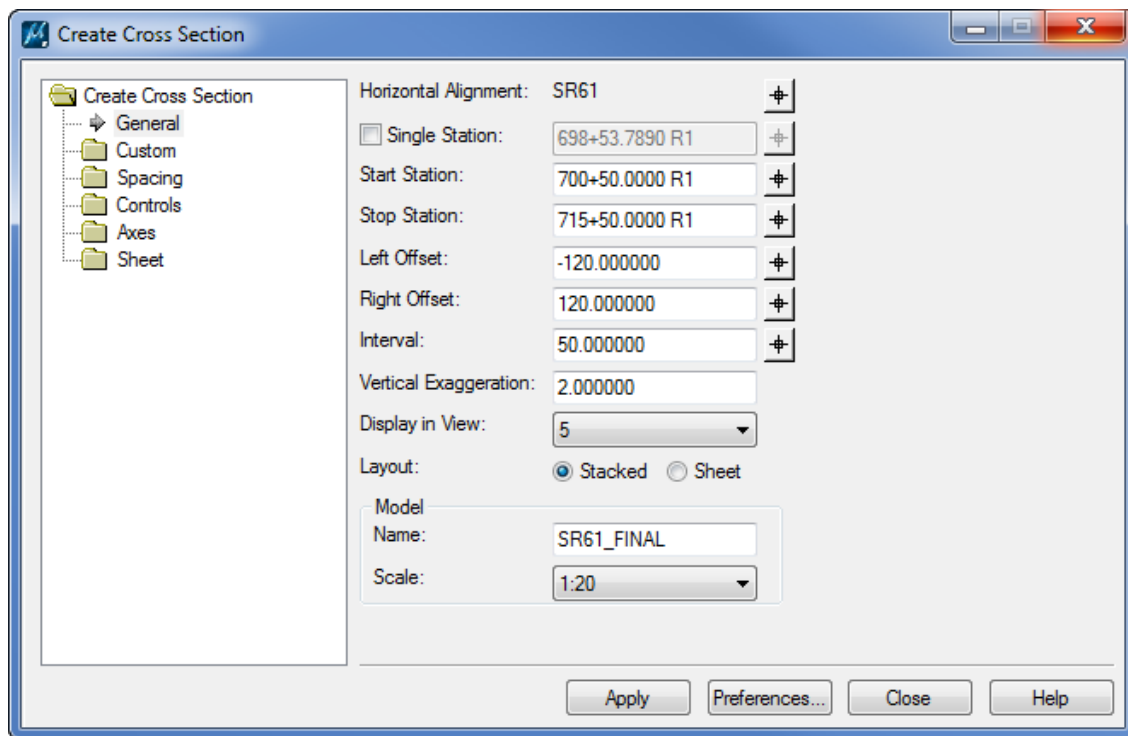 Create Cross Section
Create Cross Section
General
Custom
Spacing
Controls
Axes
Sheet
Horizontal Alignment: SR61
Single Station: 698+53.7890 R1
Start Station: 700+50.0000 R1
Stop Station: 715+50.0000 R1
Left Offset: -120.000000
Right Offset: 120.000000
Interval: 50.000000
Vertical Exaggeration: 2.000000
Display in View: 5
Layout: Stacked Sheet
Model
Name: SR61_FINAL
Scale: 1:20
Apply Preferences... Close Help